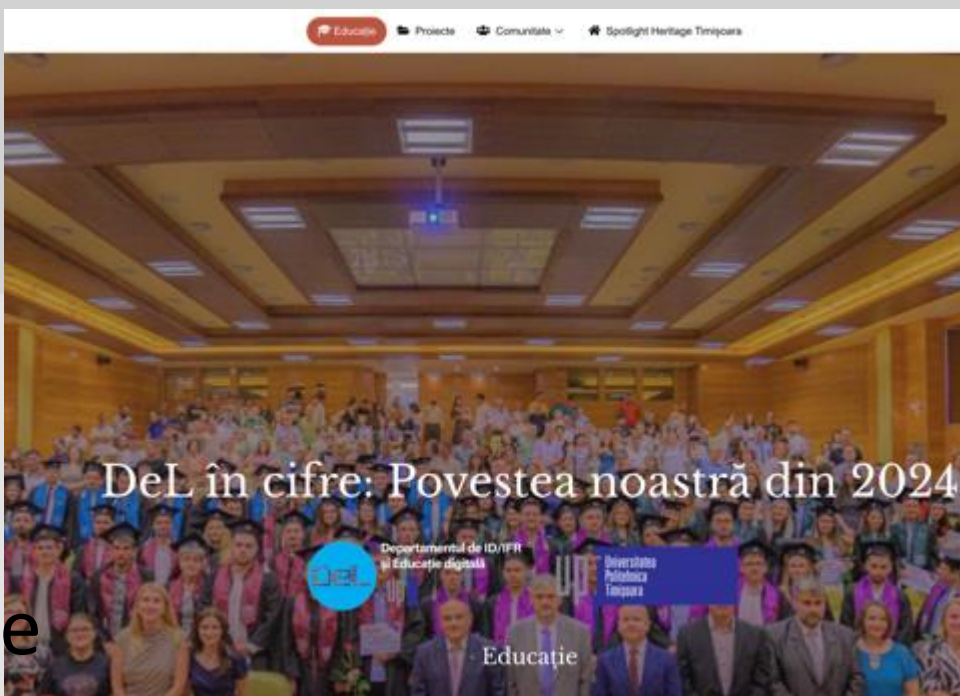 Educație Proiecte Comunitate Spotlight Heritage Timișoara
DeL în cifre: Povestea noastră din 2024
DeL
Departamentul de ID/IFR
și Educație digitală
UP
Universitatea
Politehnica
Timișoara
e
Educație